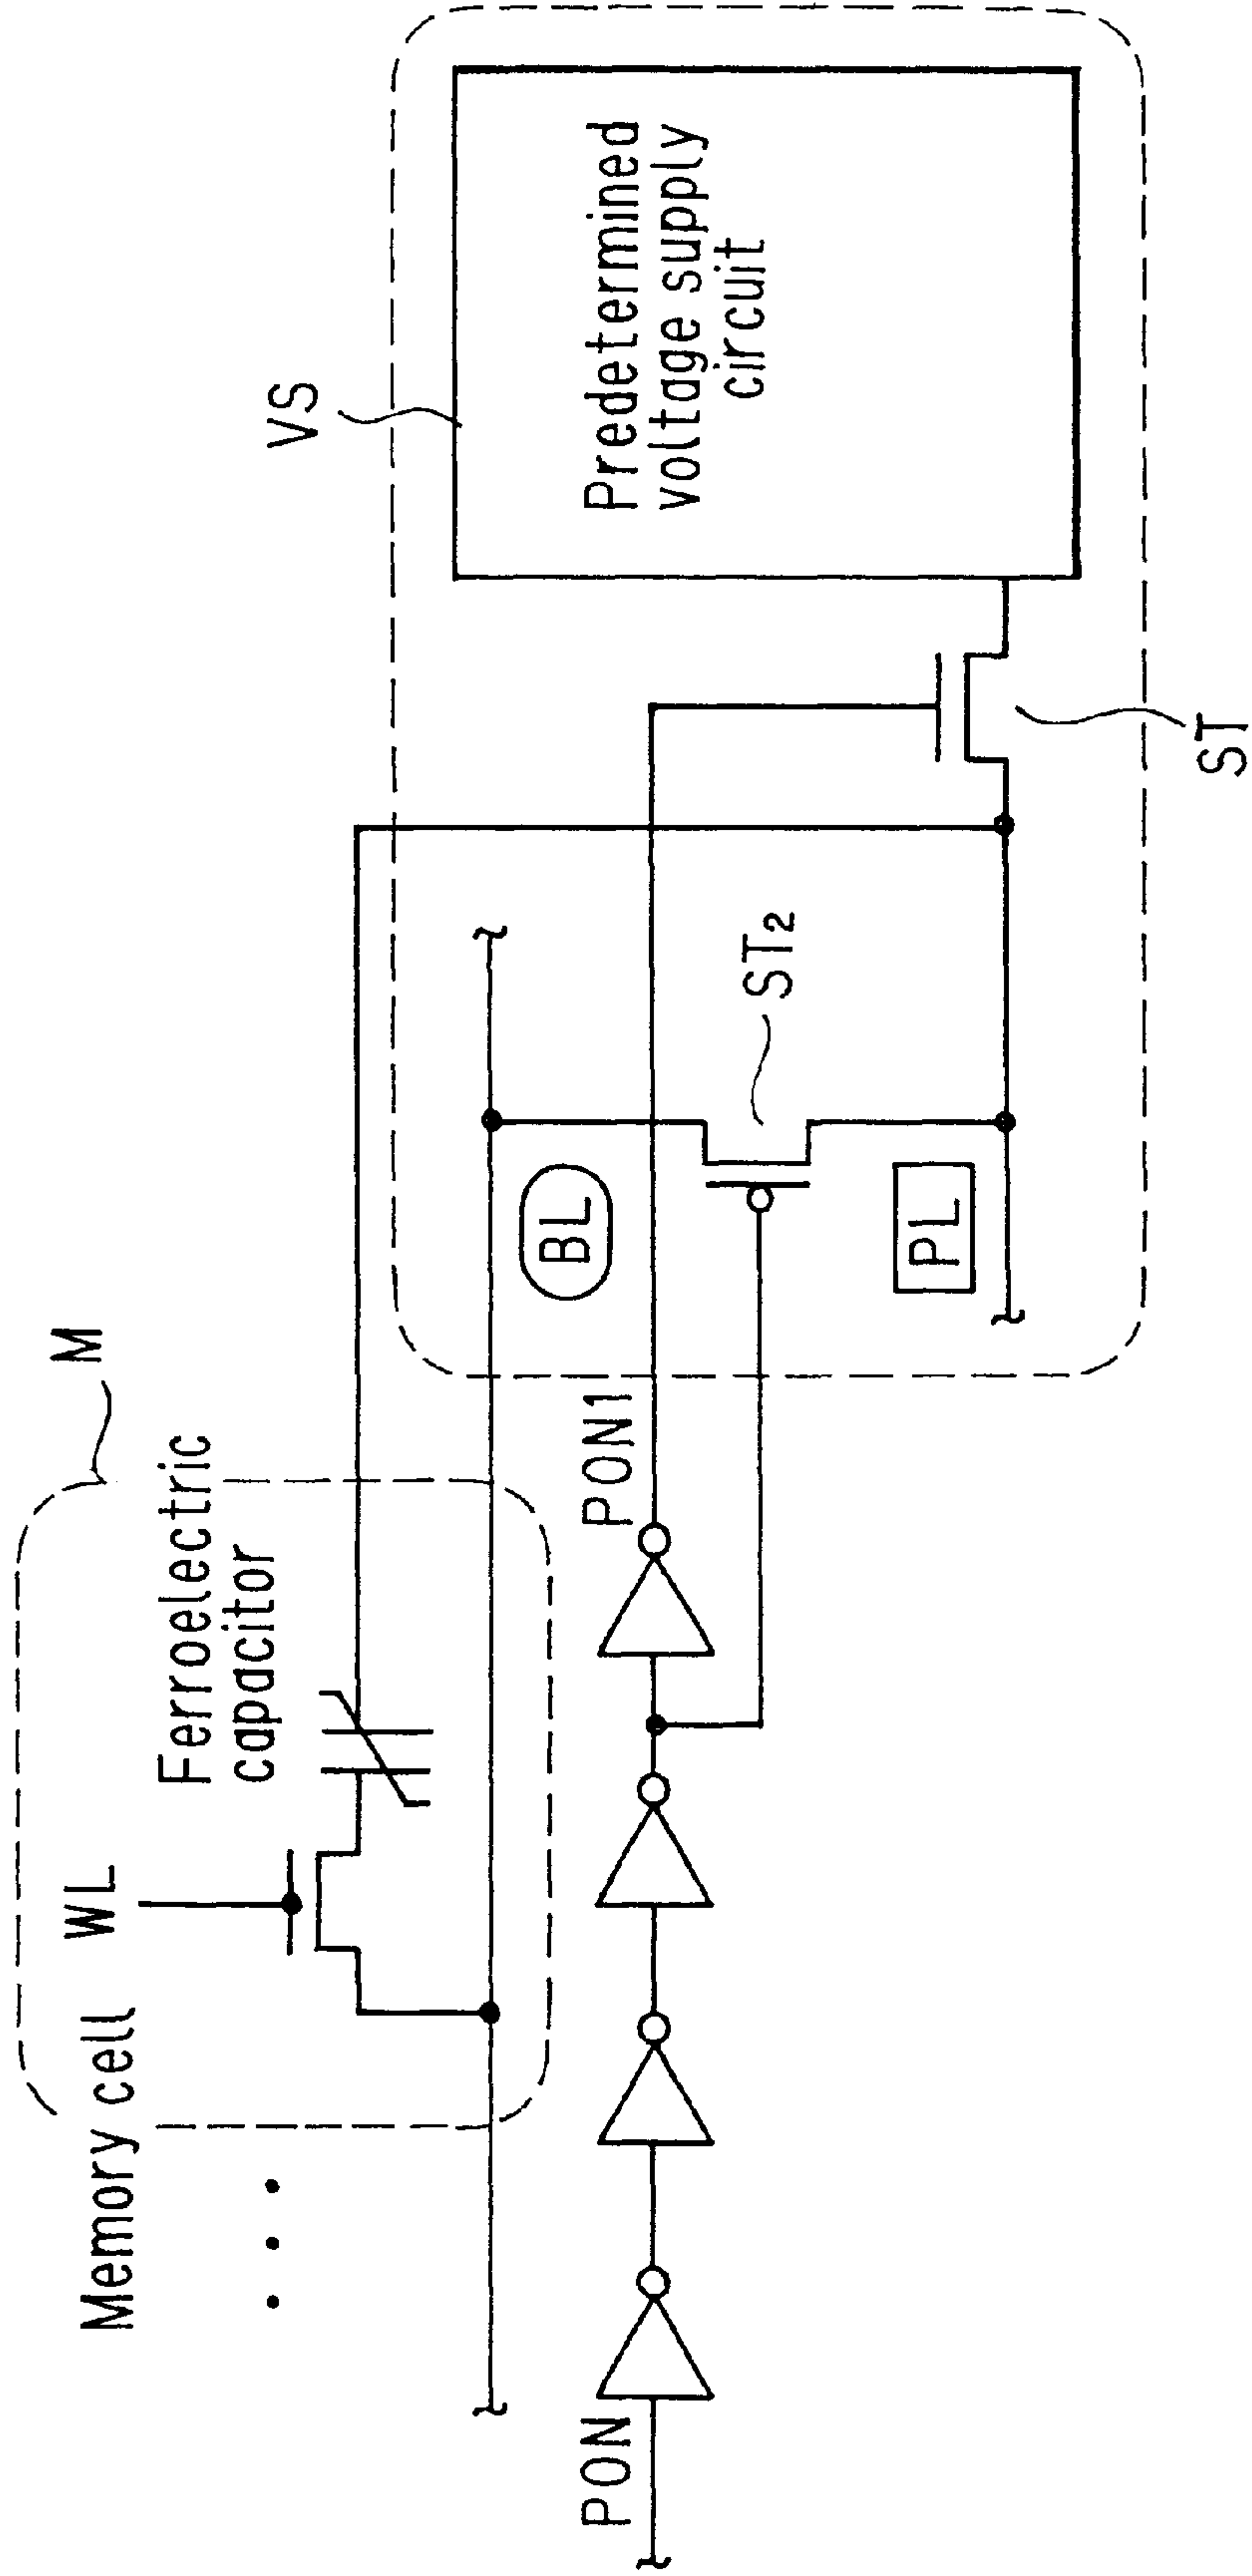 Memory cell
WL
M
Ferroelectric
capacitor
VS
Predetermined
voltage supply
circuit
BL
ST2
PL
ST
PON
PON1